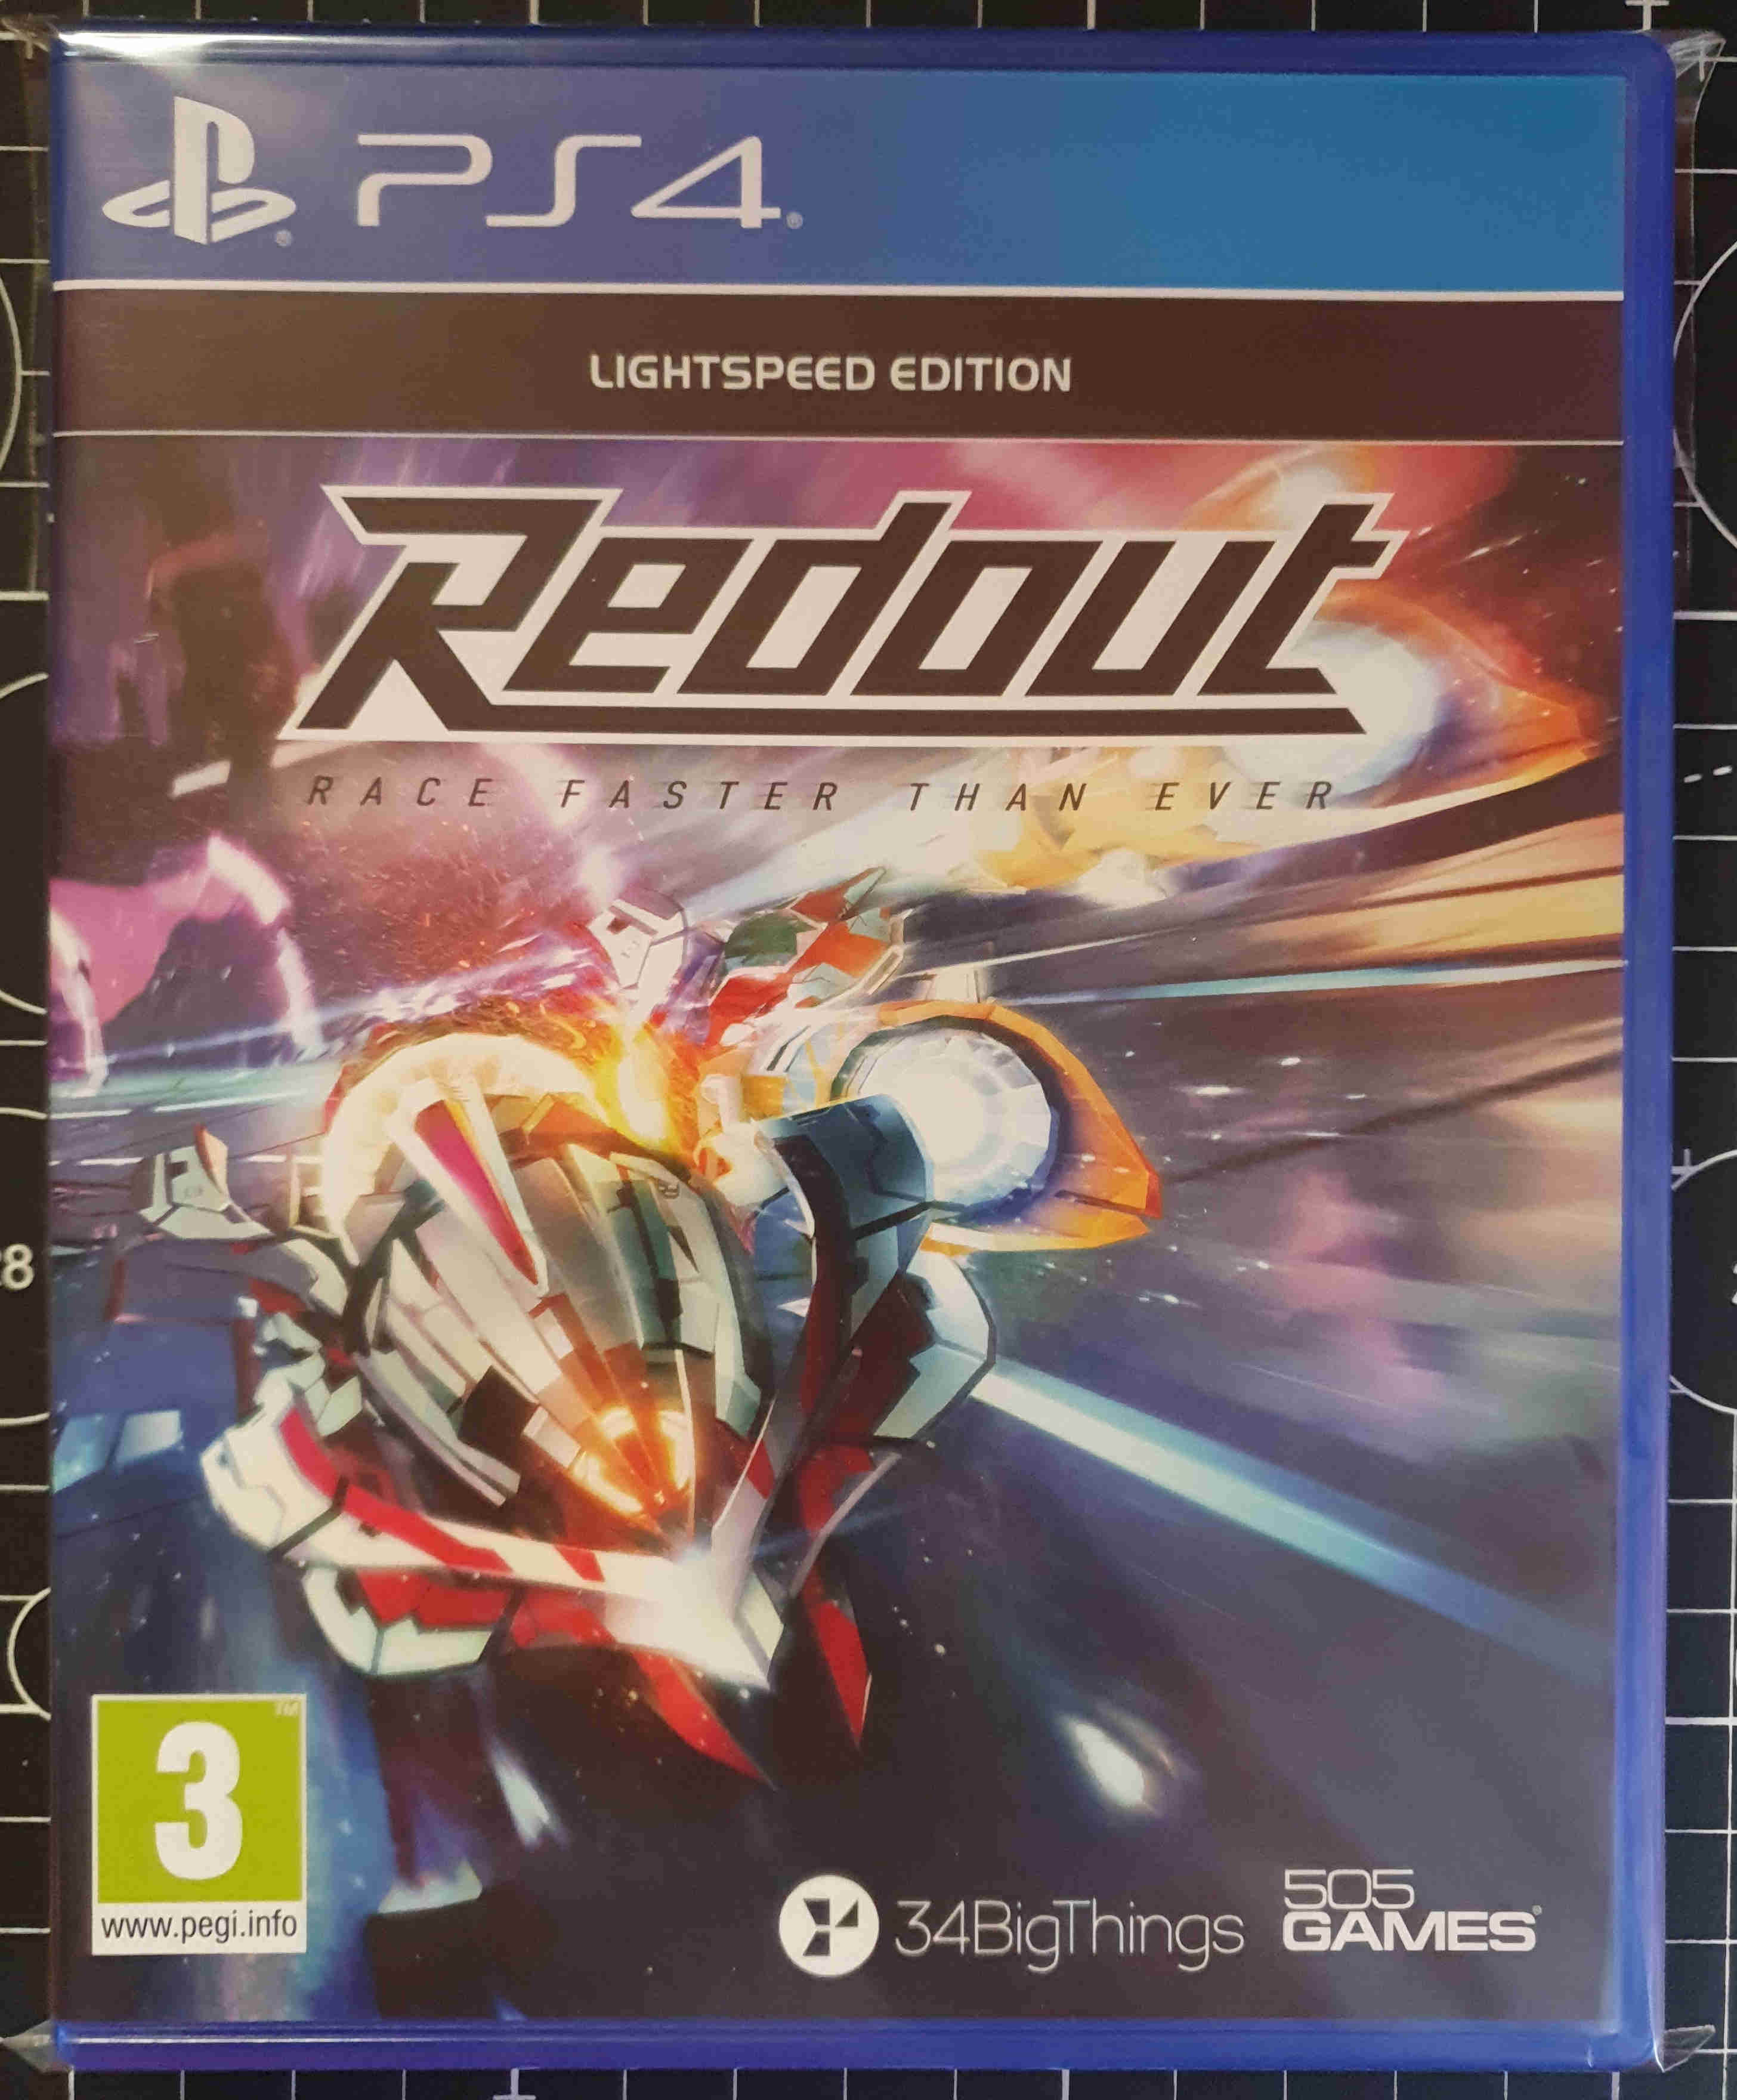 PS4
LIGHTSPEED EDITION
Redout
RACE FASTER THAN EVER
3
www.pegi.info
34BigThings
505
GAMES